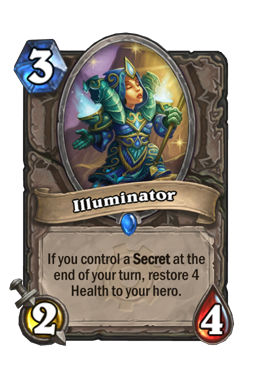 3
Illuminator
If you control a Secret at the
end of your turn, restore 4
Health to your hero.
2
4